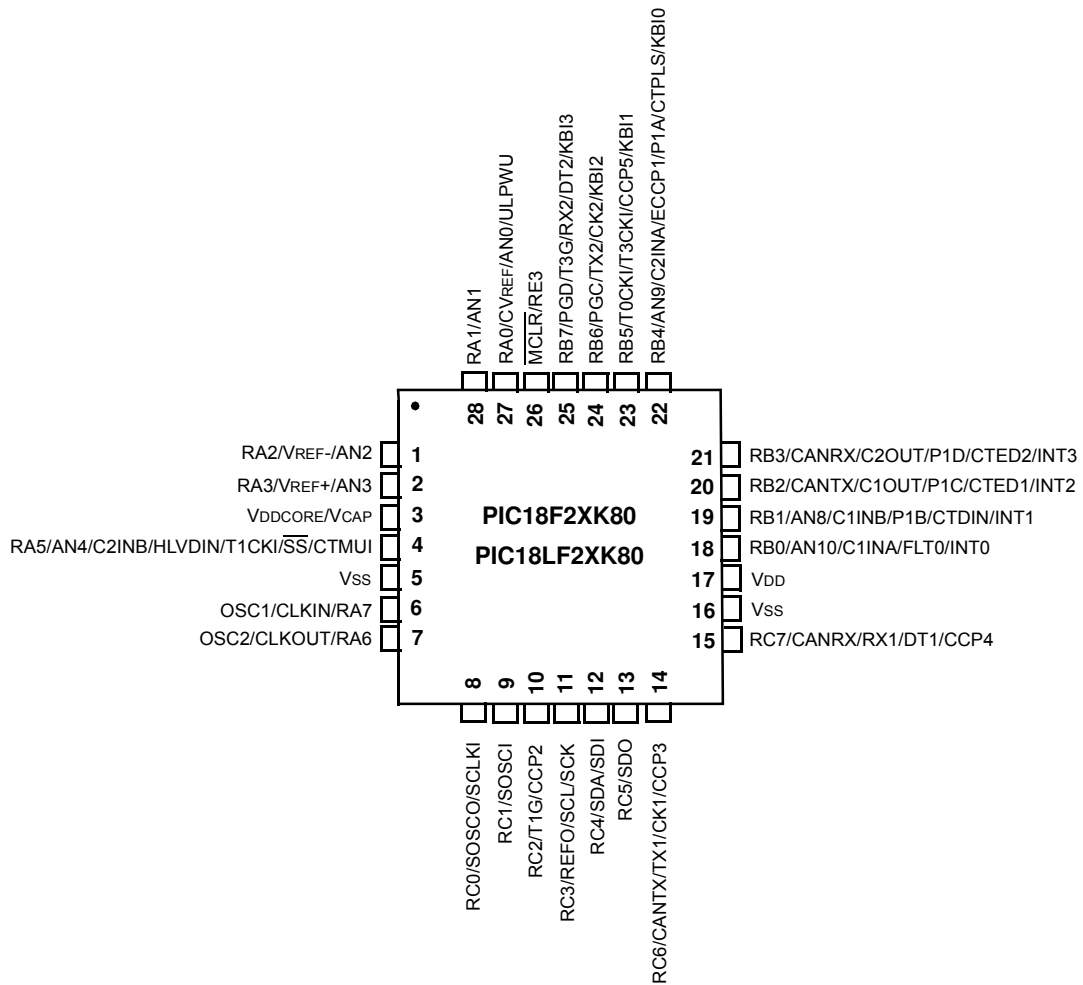 RA1/AN1
RA0/CVREF/AN0/ULPWU
MCLR/RE3
RB7/PGD/T3G/RX2/DT2/KBI3
RB6/PGC/TX2/CK2/KBI2
RB5/T0CKI/T3CKI/CCP5/KBI1
RB4/AN9/C2INA/ECCP1/P1A/CTPLS/KBI0
28 27 26 25 24 23 22
RA2/VREF-/AN2 1
RA3/VREF+/AN3 2
VDDCORE/VCAP 3
RA5/AN4/C2INB/HLVDIN/T1CKI/SS/CTMUI 4
VSS 5
OSC1/CLKIN/RA7 6
OSC2/CLKOUT/RA6 7
PIC18F2XK80
PIC18LF2XK80
21 RB3/CANRX/C2OUT/P1D/CTED2/INT3
20 RB2/CANTX/C1OUT/P1C/CTED1/INT2
19 RB1/AN8/C1INB/P1B/CTDIN/INT1
18 RB0/AN10/C1INA/FLT0/INT0
17 VDD
16 VSS
15 RC7/CANRX/RX1/DT1/CCP4
8 9 10 11 12 13 14
RC0/SOSCO/SCLKI
RC1/SOSCI
RC2/T1G/CCP2
RC3/REFO/SCL/SCK
RC4/SDA/SDI
RC5/SDO
RC6/CANTX/TX1/CK1/CCP3